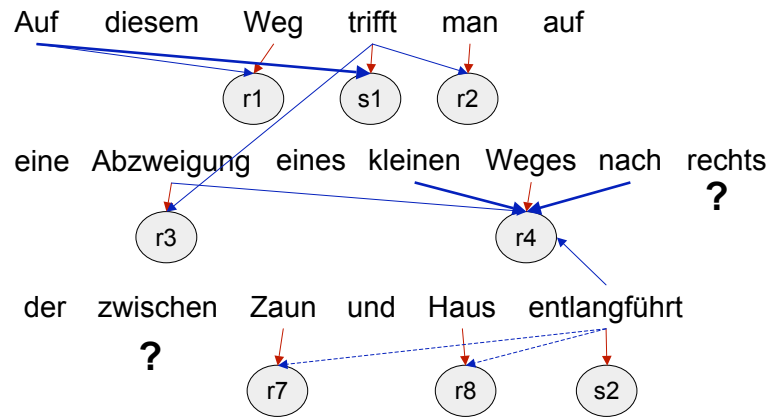 Auf diesem Weg trifft man auf
r1 s1 r2
eine Abzweigung eines kleinen Weges nach rechts
?
r3 r4
der zwischen Zaun und Haus entlangführt
?
r7 r8 s2